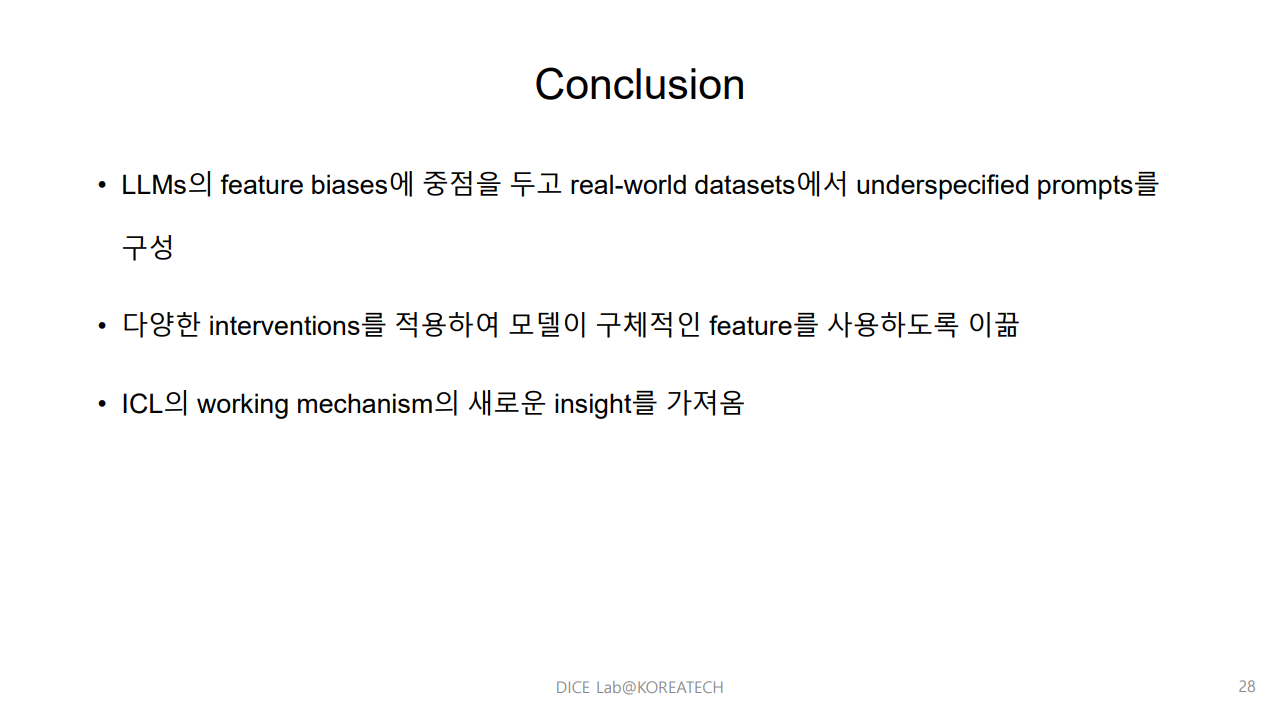 Conclusion
• LLMs의 feature biases에 중점을 두고 real-world datasets에서 underspecified prompts를
구성
• 다양한 interventions를 적용하여 모델이 구체적인 feature를 사용하도록 이끎
• ICL의 working mechanism의 새로운 insight를 가져옴
DICE Lab@KOREATECH
28